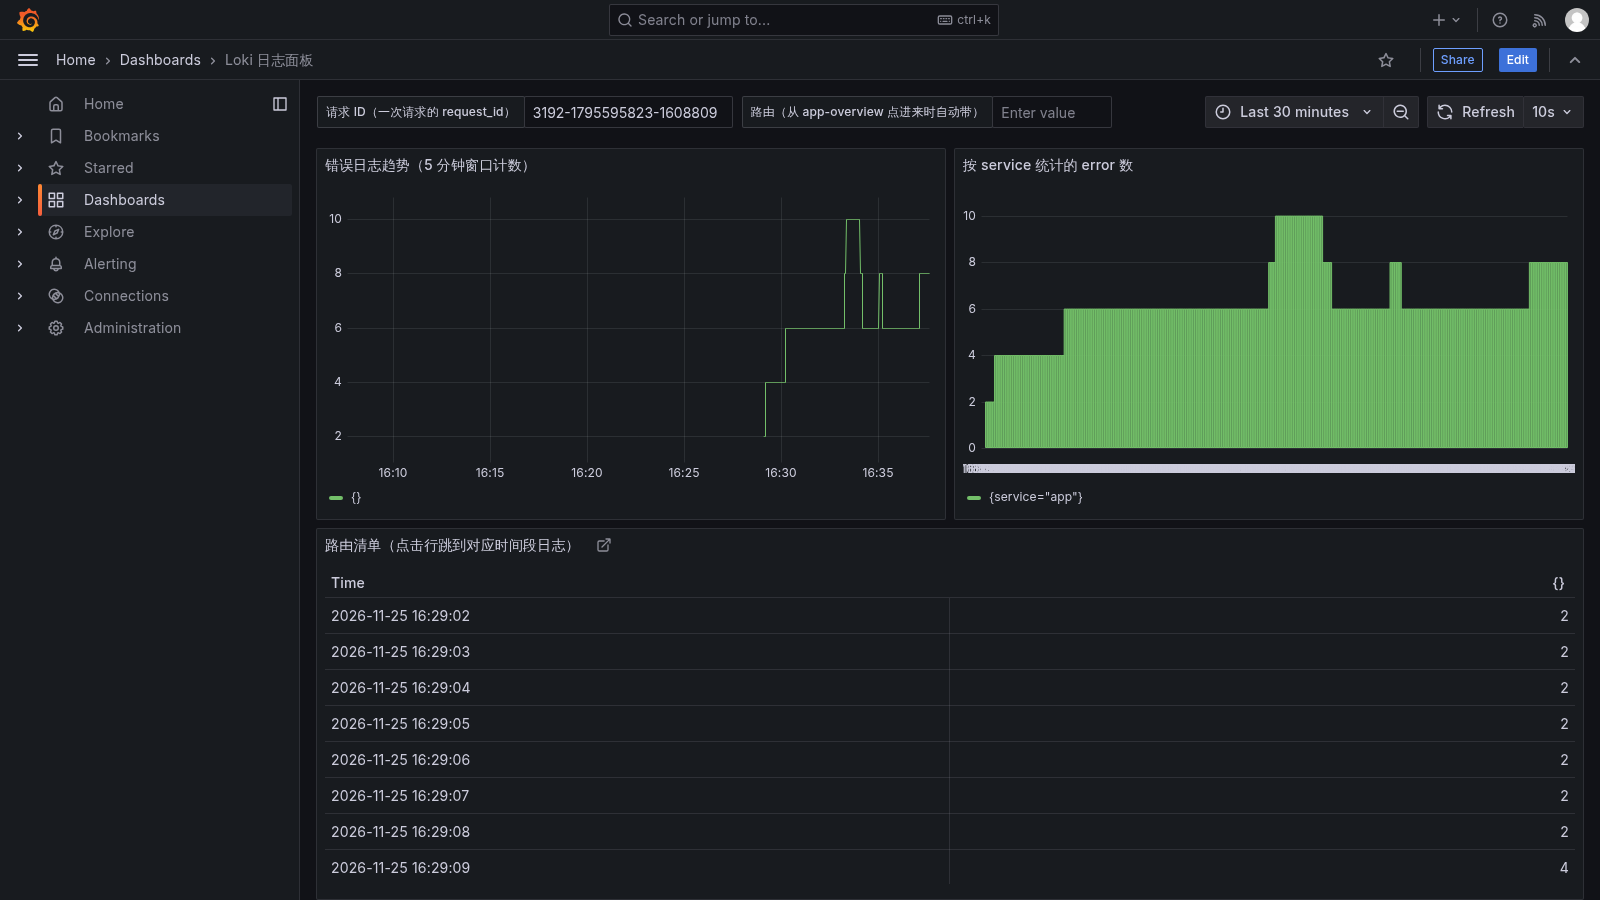 Search or jump to...
ctrl+k
Home › Dashboards › Loki 日志面板
Share
Edit
Home
Bookmarks
Starred
Dashboards
Explore
Alerting
Connections
Administration
请求 ID（一次请求的 request_id）
3192-1795595823-1608809
路由（从 app-overview 点进来时自动带）
Enter value
Last 30 minutes
Refresh
10s
错误日志趋势（5 分钟窗口计数）
10
8
6
4
2
16:10 16:15 16:20 16:25 16:30 16:35
{}
按 service 统计的 error 数
10
8
6
4
2
0
{service="app"}
路由清单（点击行跳到对应时间段日志）
Time {}
2026-11-25 16:29:02 2
2026-11-25 16:29:03 2
2026-11-25 16:29:04 2
2026-11-25 16:29:05 2
2026-11-25 16:29:06 2
2026-11-25 16:29:07 2
2026-11-25 16:29:08 2
2026-11-25 16:29:09 4